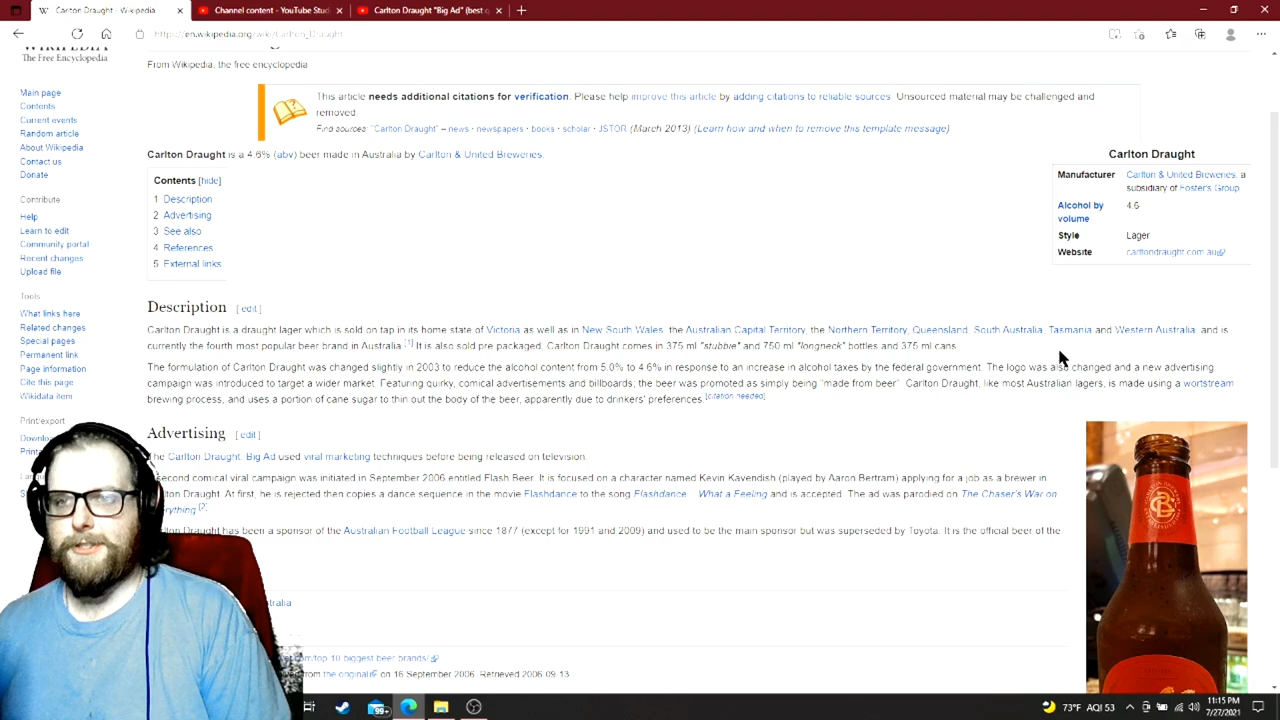 Carlton Draught - Wikipedia
Channel content - YouTube Stud
Carlton Draught "Big Ad" (best q
https://en.wikipedia.org/wiki/Carlton_Draught
WIKIPEDIA
The Free Encyclopedia
Main page
Contents
Current events
Random article
About Wikipedia
Contact us
Donate
Contribute
Help
Learn to edit
Community portal
Recent changes
Upload file
Tools
What links here
Related changes
Special pages
Permanent link
Page information
Cite this page
Wikidata item
Print/export
Downlo
From Wikipedia, the free encyclopedia
This article needs additional citations for verification. Please help improve this article by adding citations to reliable sources. Unsourced material may be challenged and
removed.
Find sources: "Carlton Draught" – news · newspapers · books · scholar · JSTOR (March 2013) (Learn how and when to remove this template message)
Carlton Draught is a 4.6% (abv) beer made in Australia by Carlton & United Breweries.
Contents [hide]
1 Description
2 Advertising
3 See also
4 References
5 External links
Carlton Draught
Manufacturer Carlton & United Breweries, a
subsidiary of Foster's Group
Alcohol by 4.6
volume
Style Lager
Website carltondraught.com.au
Description [ edit ]
Carlton Draught is a draught lager which is sold on tap in its home state of Victoria as well as in New South Wales, the Australian Capital Territory, the Northern Territory, Queensland, South Australia, Tasmania and Western Australia, and is
currently the fourth most popular beer brand in Australia.[1] It is also sold pre packaged. Carlton Draught comes in 375 ml "stubbie" and 750 ml "longneck" bottles and 375 ml cans.
The formulation of Carlton Draught was changed slightly in 2003 to reduce the alcohol content from 5.0% to 4.6% in response to an increase in alcohol taxes by the federal government. The logo was also changed and a new advertising
campaign was introduced to target a wider market. Featuring quirky, comical advertisements and billboards; the beer was promoted as simply being "made from beer". Carlton Draught, like most Australian lagers, is made using a wortstream
brewing process, and uses a portion of cane sugar to thin out the body of the beer, apparently due to drinkers' preferences.[citation needed]
Advertising [ edit ]
The Carlton Draught: Big Ad used viral marketing techniques before being released on television.
second comical viral campaign was initiated in September 2006 entitled Flash Beer. It is focused on a character named Kevin Kavendish (played by Aaron Bertram) applying for a job as a brewer in
lton Draught. At first, he is rejected then copies a dance sequence in the movie Flashdance to the song Flashdance... What a Feeling and is accepted. The ad was parodied on The Chaser's War on
erything.[2]
ton Draught has been a sponsor of the Australian Football League since 1877 (except for 1991 and 2009) and used to be the main sponsor but was superseded by Toyota. It is the official beer of the
tralia
om/top 10 biggest beer brands/
from the original on 16 September 2006. Retrieved 2006-09-13.
99+
73°F AQI 53
11:15 PM
7/27/2021